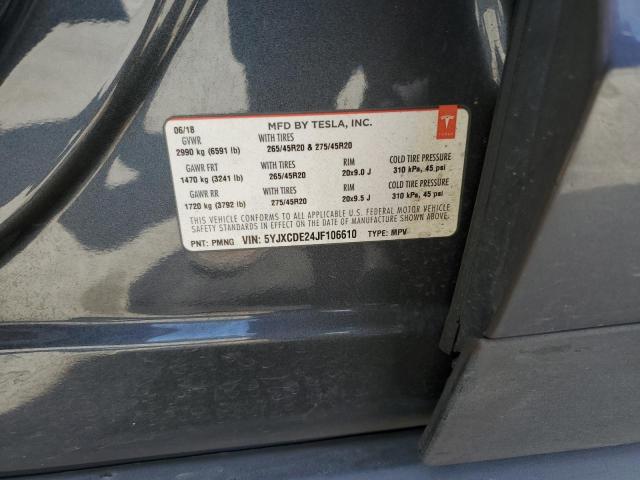 06/18 MFD BY TESLA, INC.
GVWR WITH TIRES
2990 kg (6591 lb) 265/45R20 & 275/45R20
GAWR FRT WITH TIRES RIM COLD TIRE PRESSURE
1470 kg (3241 lb) 265/45R20 20x9.0 J 310 kPa, 45 psi
GAWR RR WITH TIRES RIM COLD TIRE PRESSURE
1720 kg (3792 lb) 275/45R20 20x9.5 J 310 kPa, 45 psi
THIS VEHICLE CONFORMS TO ALL APPLICABLE U.S. FEDERAL MOTOR VEHICLE
SAFETY STANDARDS IN EFFECT ON THE DATE OF MANUFACTURE SHOWN ABOVE.
PNT: PMNG VIN: 5YJXCDE24JF106610 TYPE: MPV
TESLA